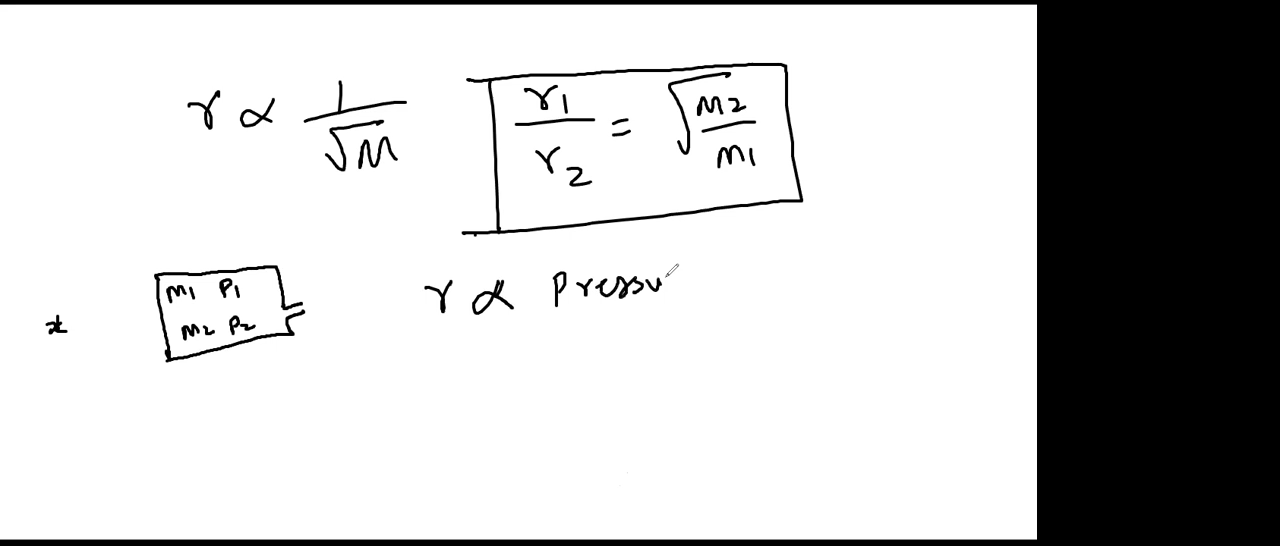 r ∝ 1/√M r1/r2 = √m2/m1
m1 P1
m2 P2
* r ∝ Pressu